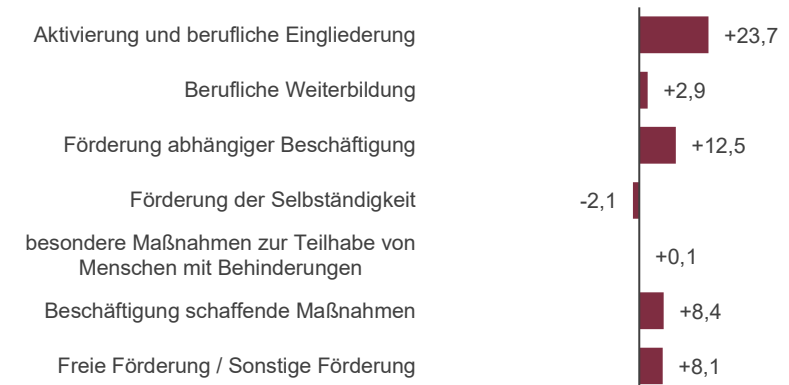 Aktivierung und berufliche Eingliederung +23,7
Berufliche Weiterbildung +2,9
Förderung abhängiger Beschäftigung +12,5
Förderung der Selbständigkeit -2,1
besondere Maßnahmen zur Teilhabe von
Menschen mit Behinderungen +0,1
Beschäftigung schaffende Maßnahmen +8,4
Freie Förderung / Sonstige Förderung +8,1